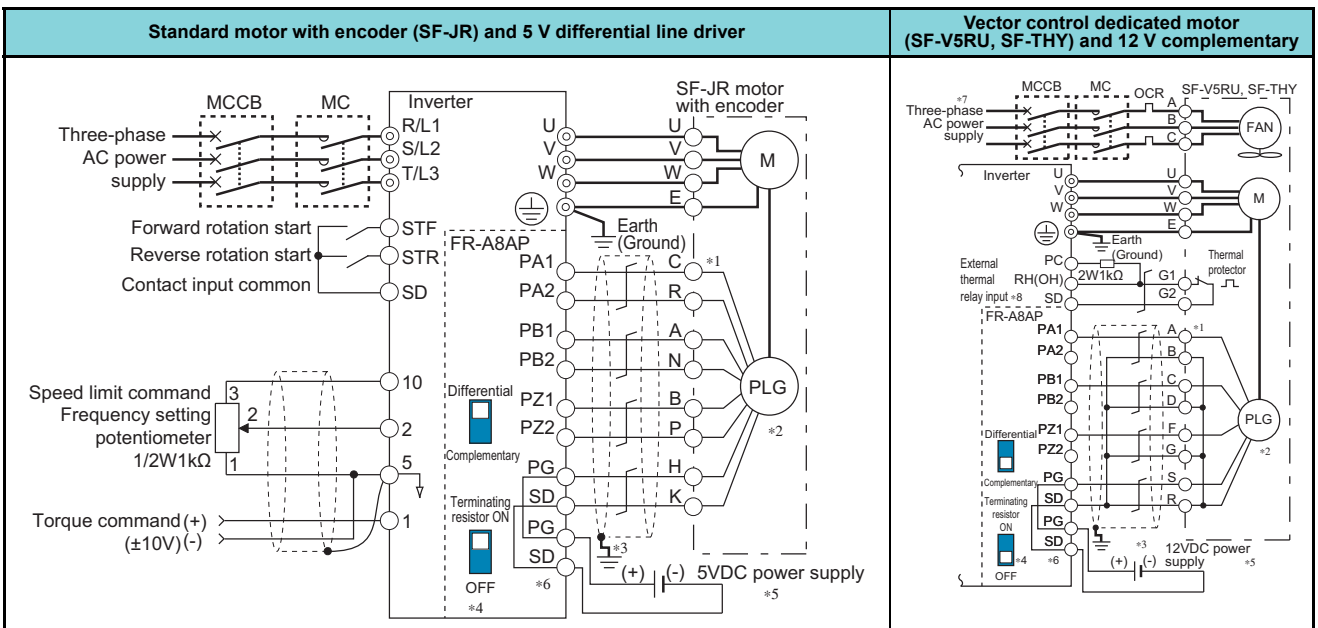 Standard motor with encoder (SF-JR) and 5 V differential line driver
MCCB
MC
Inverter
SF-JR motor
with encoder
Three-phase
AC power
supply
R/L1
S/L2
T/L3
U
V
W
U
V
W
E
M
Earth
(Ground)
Forward rotation start
Reverse rotation start
Contact input common
STF
STR
SD
FR-A8AP
PA1
PA2
PB1
PB2
PZ1
PZ2
PG
SD
PG
SD
C
R
A
N
B
P
H
K
*1
PLG
*2
Differential
Complementary
Terminating
resistor ON
OFF
*4
*6
*3
(+)
(-)
5VDC power supply
*5
Speed limit command
Frequency setting
potentiometer
1/2W1kΩ
3
2
1
10
2
5
1
Torque command (+)
(±10V) (-)
Vector control dedicated motor
(SF-V5RU, SF-THY) and 12 V complementary
MCCB
MC
OCR
SF-V5RU, SF-THY
*7
Three-phase
AC power
supply
A
B
C
FAN
Inverter
U
V
W
U
V
W
E
M
Earth
(Ground)
External
thermal
relay input *8
PC
RH(OH)
SD
2W1kΩ
G1
G2
Thermal
protector
FR-A8AP
PA1
PA2
PB1
PB2
PZ1
PZ2
PG
SD
PG
SD
A
B
C
D
F
G
S
R
*1
PLG
*2
Differential
Complementary
Terminating
resistor
ON
OFF
*4
*6
*3
(+)
(-)
12VDC power
supply
*5